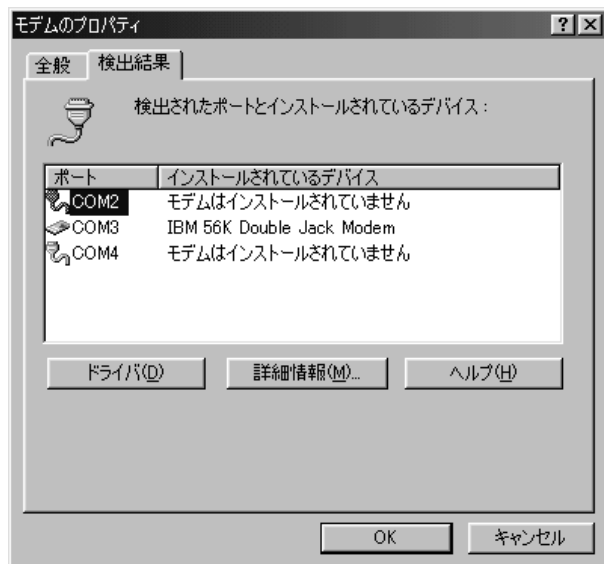 モデムのプロパティ
全般 検出結果
検出されたポートとインストールされているデバイス:
ポート インストールされているデバイス
COM2 モデムはインストールされていません
COM3 IBM 56K Double Jack Modem
COM4 モデムはインストールされていません
ドライバ(D) 詳細情報(M)... ヘルプ(H)
OK キャンセル